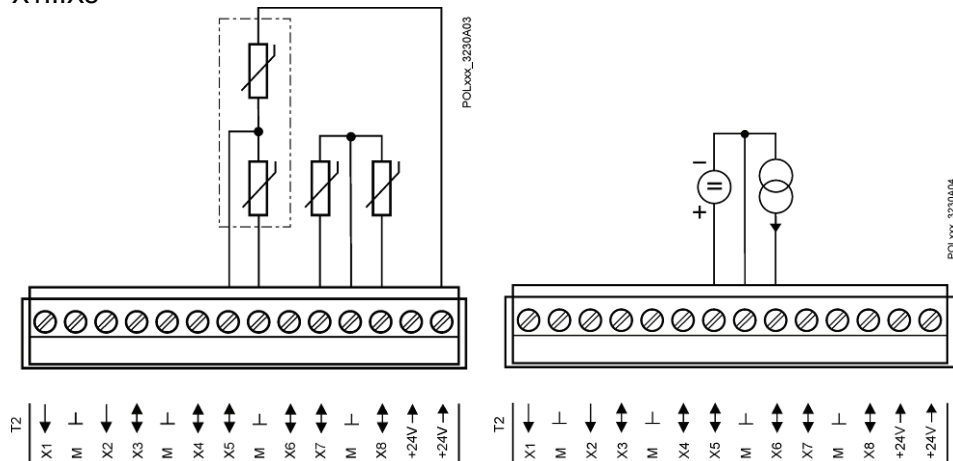 X1...X8
POLxxx_3230A03
T2
X1
M
X2
X3
M
X4
X5
M
X6
X7
M
X8
+24V
+24V
POLxxx_3230A04
−
+
T2
X1
M
X2
X3
M
X4
X5
M
X6
X7
M
X8
+24V
+24V